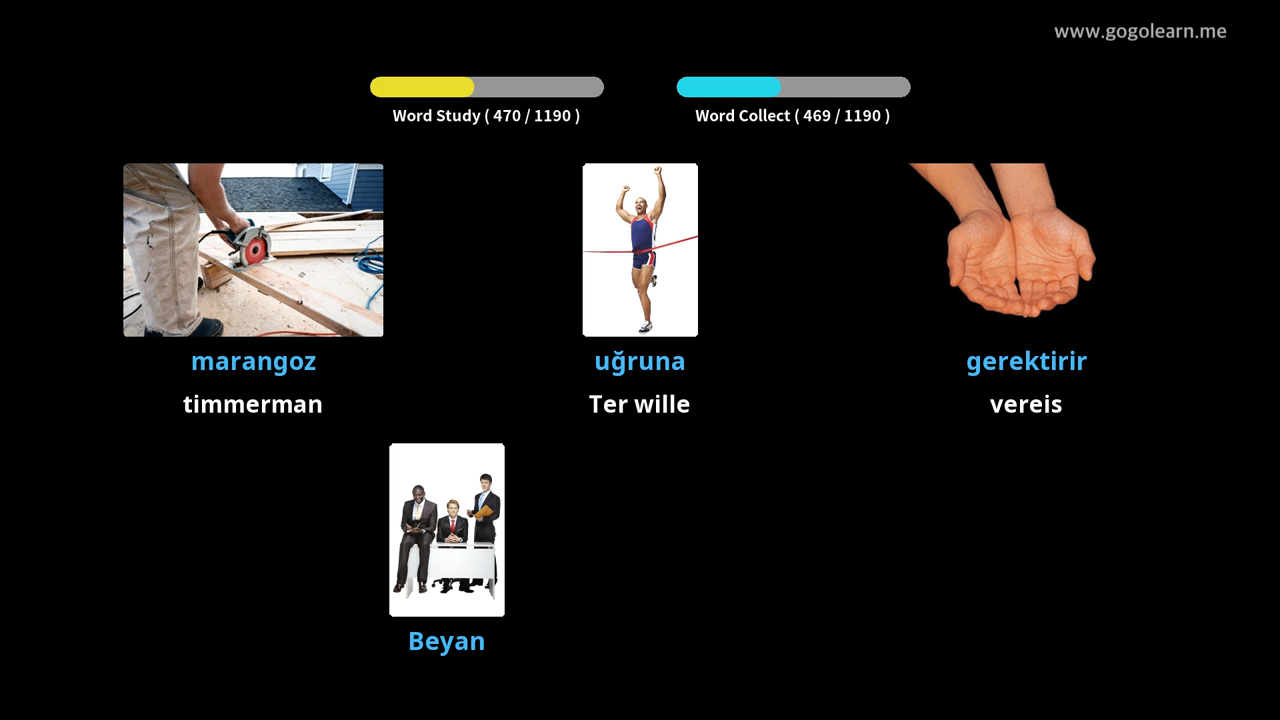 www.gogolearn.me
Word Study ( 470 / 1190 )
Word Collect ( 469 / 1190 )
marangoz
timmerman
uğruna
Ter wille
gerektirir
vereis
Beyan